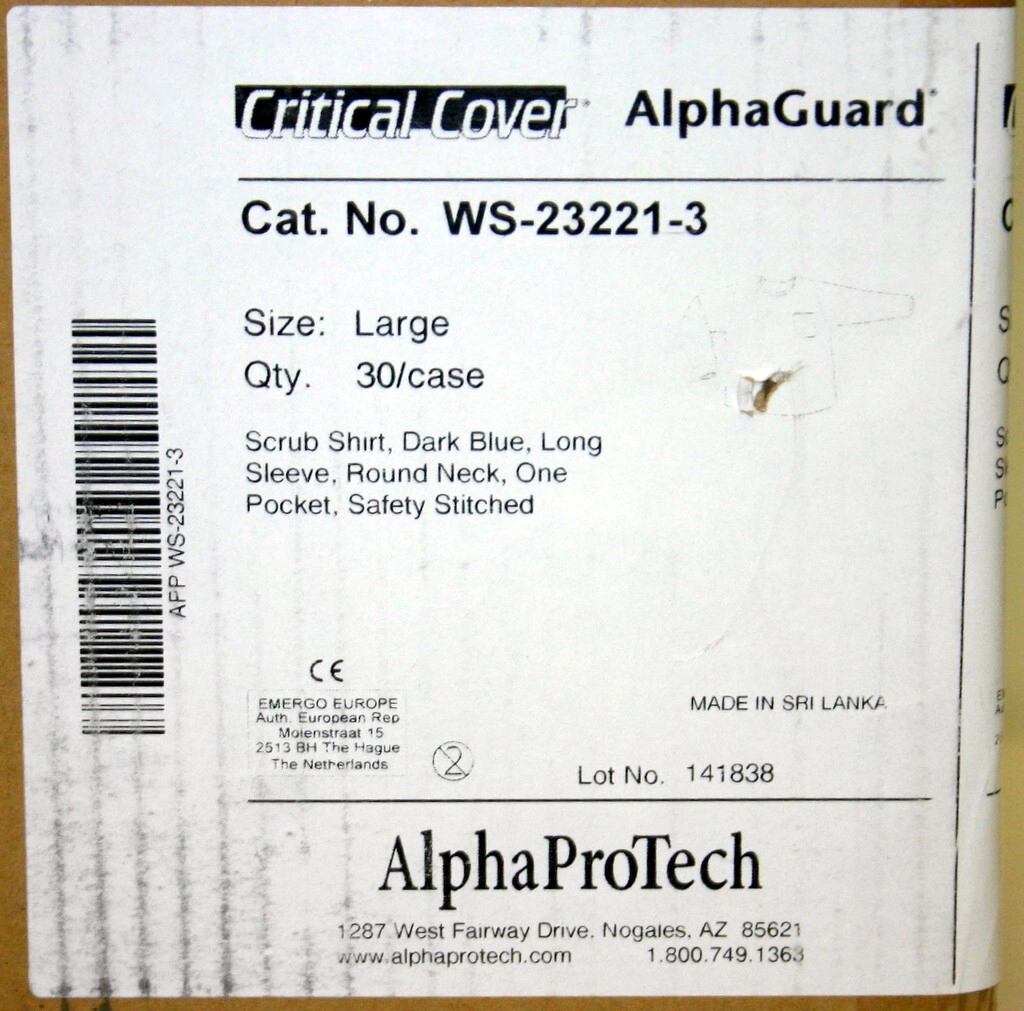 Critical Cover® AlphaGuard®
Cat. No. WS-23221-3
Size: Large
Qty. 30/case
Scrub Shirt, Dark Blue, Long
Sleeve, Round Neck, One
Pocket, Safety Stitched
APP WS-23221-3
CE
EMERGO EUROPE
Auth. European Rep
Molenstraat 15
2513 BH The Hague
The Netherlands
2
MADE IN SRI LANKA
Lot No. 141838
AlphaProTech
1287 West Fairway Drive. Nogales, AZ 85621
www.alphaprotech.com 1.800.749.1363